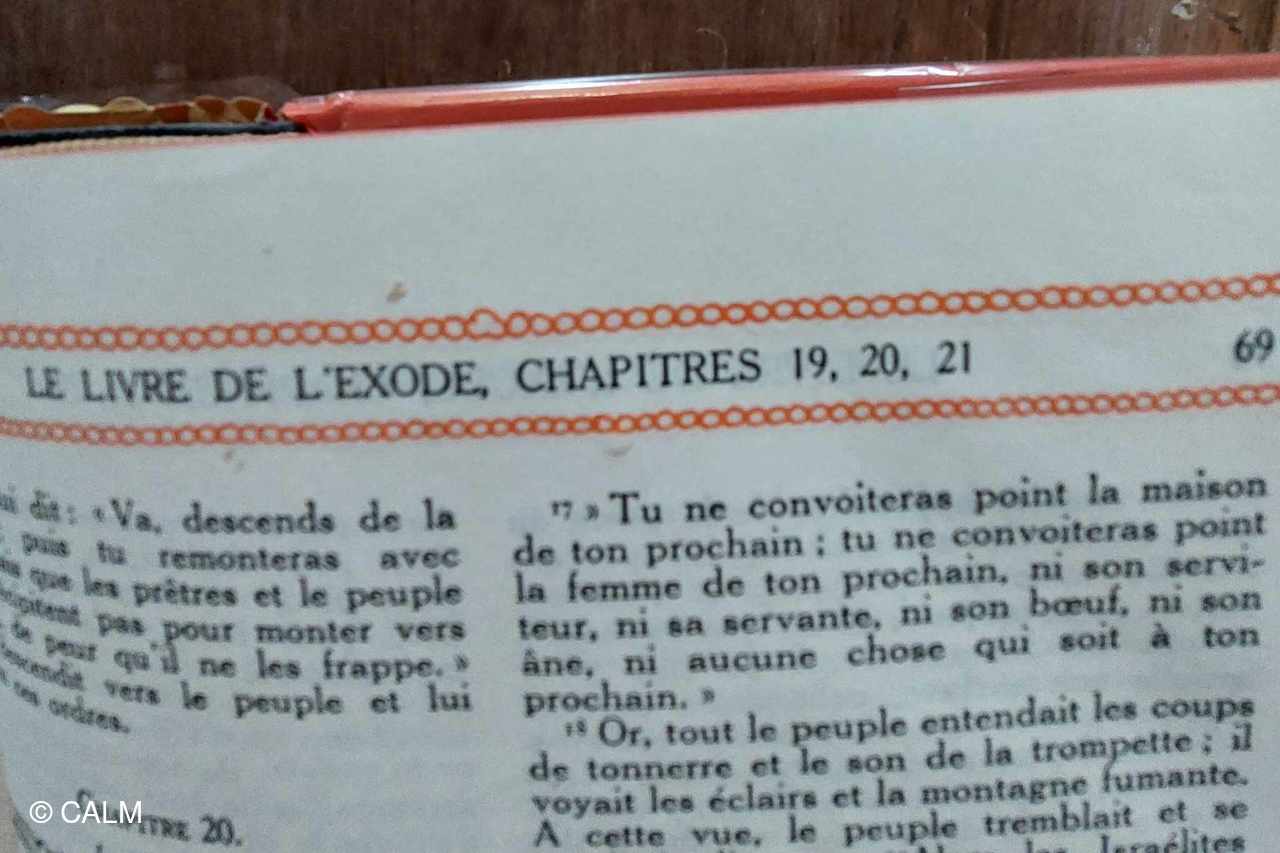 LE LIVRE DE L'EXODE, CHAPITRES 19, 20, 21
69
dit : « Va, descends de la
puis tu remonteras avec
que les prêtres et le peuple
pas pour monter vers
de peur qu'il ne les frappe. »
descendit vers le peuple et lui
ces ordres.
CHAPITRE 20.
17 » Tu ne convoiteras point la maison
de ton prochain ; tu ne convoiteras point
la femme de ton prochain, ni son servi-
teur, ni sa servante, ni son bœuf, ni son
âne, ni aucune chose qui soit à ton
prochain. »
18 Or, tout le peuple entendait les coups
de tonnerre et le son de la trompette ; il
voyait les éclairs et la montagne fumante.
A cette vue, le peuple tremblait et se
les Israélites
© CALM